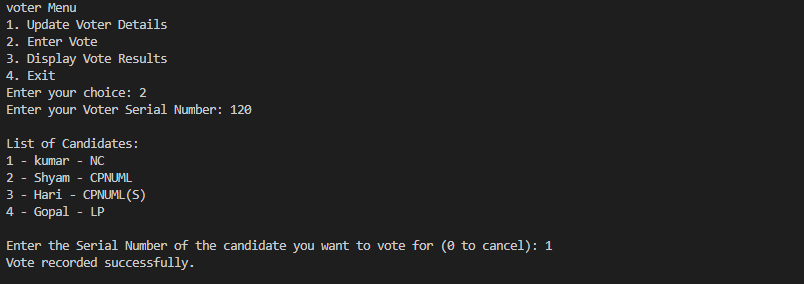 voter Menu
1. Update Voter Details
2. Enter Vote
3. Display Vote Results
4. Exit
Enter your choice: 2
Enter your Voter Serial Number: 120
List of Candidates:
1 - kumar - NC
2 - Shyam - CPNUML
3 - Hari - CPNUML(S)
4 - Gopal - LP
Enter the Serial Number of the candidate you want to vote for (0 to cancel): 1
Vote recorded successfully.